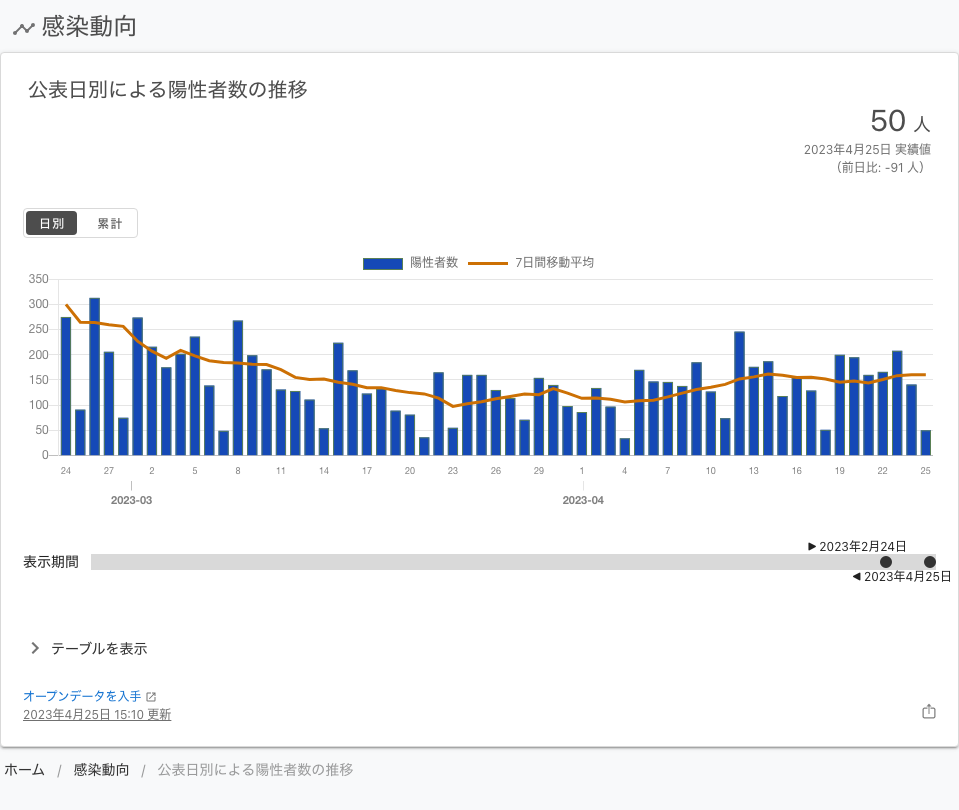 感染動向
公表日別による陽性者数の推移
50 人
2023年4月25日 実績値
（前日比: -91 人）
日別 累計
陽性者数 7日間移動平均
350
300
250
200
150
100
50
0
24 27 2 5 8 11 14 17 20 23 26 29 1 4 7 10 13 16 19 22 25
2023-03 2023-04
2023年2月24日
表示期間
2023年4月25日
テーブルを表示
オープンデータを入手
2023年4月25日 15:10 更新
ホーム / 感染動向 / 公表日別による陽性者数の推移